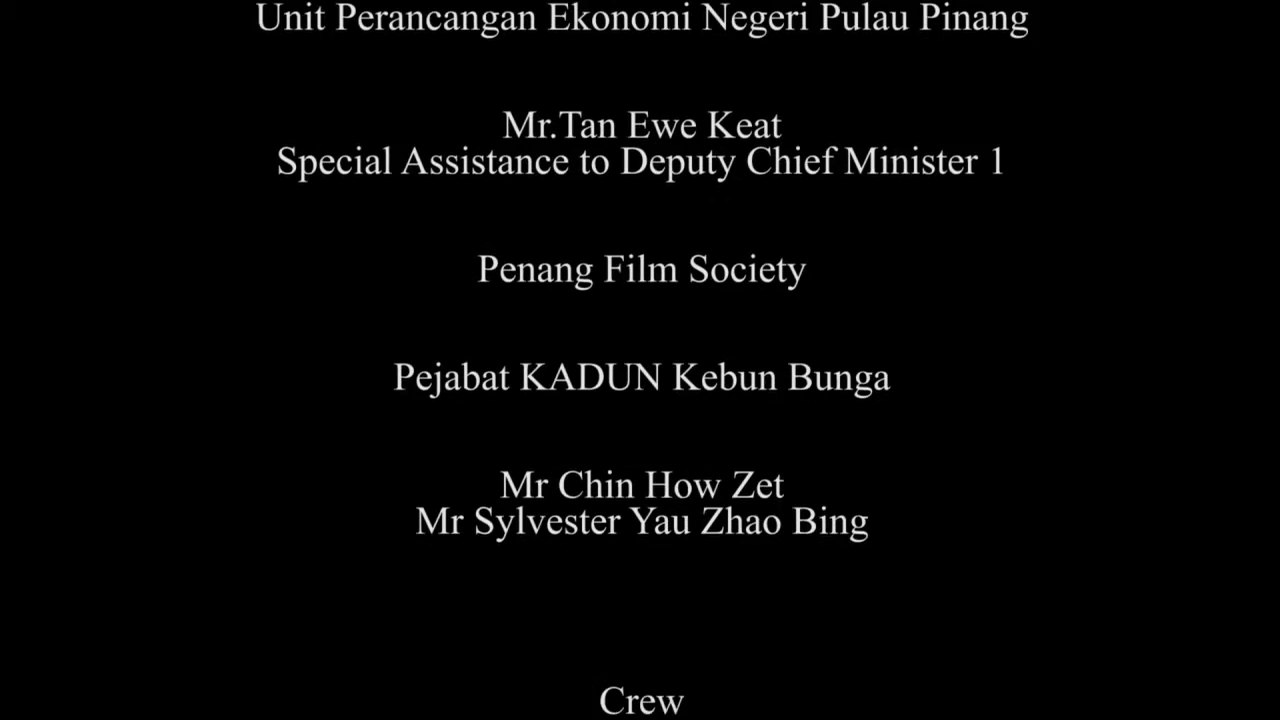 Unit Perancangan Ekonomi Negeri Pulau Pinang
Mr.Tan Ewe Keat
Special Assistance to Deputy Chief Minister 1
Penang Film Society
Pejabat KADUN Kebun Bunga
Mr Chin How Zet
Mr Sylvester Yau Zhao Bing
Crew